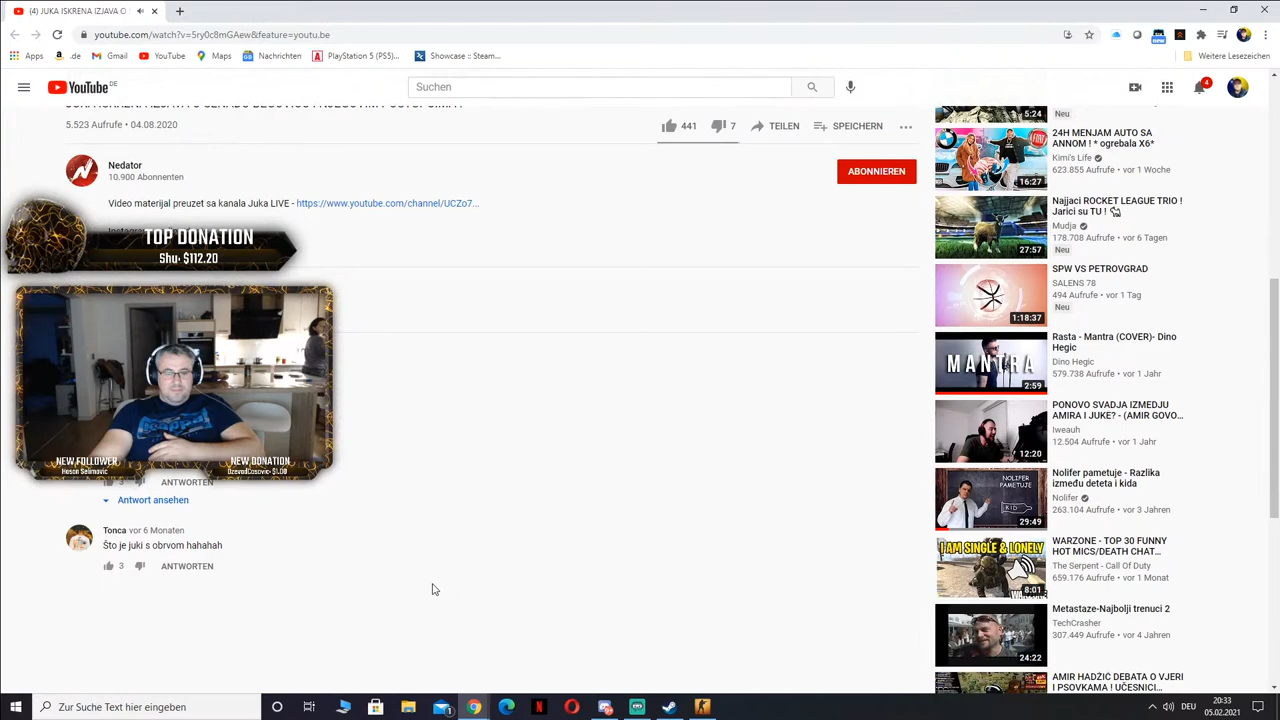 (4) JUKA ISKRENA IZJAVA O
youtube.com/watch?v=5ry0c8mGAew&feature=youtu.be
Apps
.de
Gmail
YouTube
Maps
Nachrichten
PlayStation 5 (PS5)...
Showcase :: Steam...
Weitere Lesezeichen
YouTube DE
Suchen
4
5.523 Aufrufe • 04.08.2020
441
7
TEILEN
SPEICHERN
Nedator
10.900 Abonnenten
ABONNIEREN
Video materijal preuzet sa kanala Juka LIVE - https://www.youtube.com/channel/UCZo7...
TOP DONATION
Shu: $112.20
NEW FOLLOWER
Hasan Selimovic
NEW DONATION
DzevadCosovic: $1.00
ANTWORTEN
Antwort ansehen
Tonca vor 6 Monaten
Što je juki s obrvom hahahah
3
ANTWORTEN
5:24
Neu
24H MENJAM AUTO SA
ANNOM ! * ogrebala X6*
Kimi's Life
623.855 Aufrufe • vor 1 Woche
16:27
Najjaci ROCKET LEAGUE TRIO !
Jarici su TU !
Mudja
178.708 Aufrufe • vor 6 Tagen
Neu
27:57
SPW VS PETROVGRAD
SALENS 78
494 Aufrufe • vor 1 Tag
Neu
1:18:37
Rasta - Mantra (COVER)- Dino
Hegic
Dino Hegic
579.738 Aufrufe • vor 1 Jahr
MANTRA
2:59
PONOVO SVADJA IZMEDJU
AMIRA I JUKE? - (AMIR GOVO...
Iweauh
12.504 Aufrufe • vor 1 Jahr
12:20
Nolifer pametuje - Razlika
između deteta i kida
Nolifer
263.104 Aufrufe • vor 3 Jahren
NOLIFER
PAMETUJE
KID
29:49
WARZONE - TOP 30 FUNNY
HOT MICS/DEATH CHAT...
The Serpent - Call Of Duty
659.176 Aufrufe • vor 1 Monat
I AM SINGLE & LONELY
8:01
Metastaze-Najbolji trenuci 2
TechCrasher
307.449 Aufrufe • vor 4 Jahren
24:22
AMIR HADŽIĆ DEBATA O VJERI
I PSOVKAMA ! UČESNICI...
Zur Suche Text hier eingeben
DEU
20:33
05.02.2021